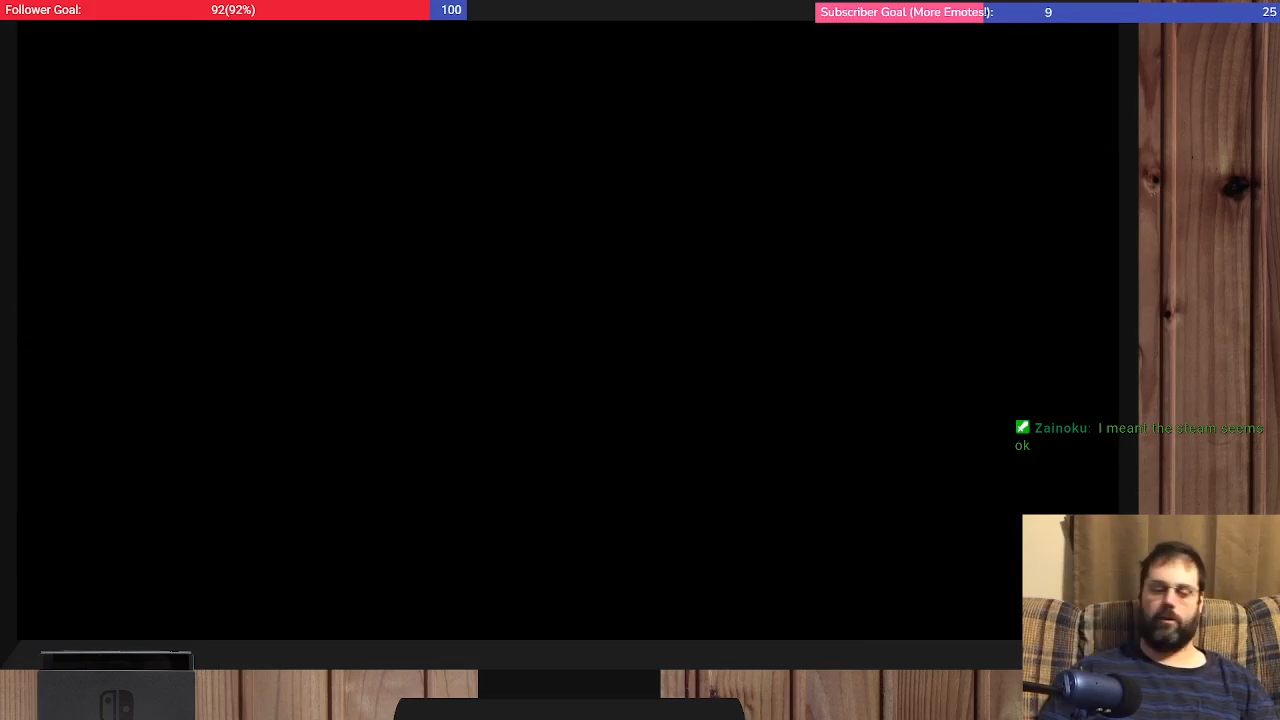 Follower Goal: 92(92%) 100
Subscriber Goal (More Emotes!): 9 25
Zainoku: I meant the steam seems
ok